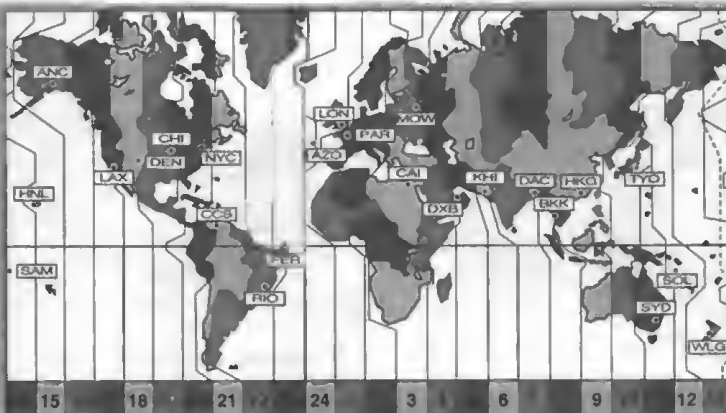 ANC
LON
MOW
CHI
PAR
NYC
AZO
DEN
LAX
CAI
KHI
DAC
HKG
TYO
HNL
DXB
BKK
CCS
FER
SAM
SOL
RIO
SYD
WLG
15 18 21 24 3 6 9 12